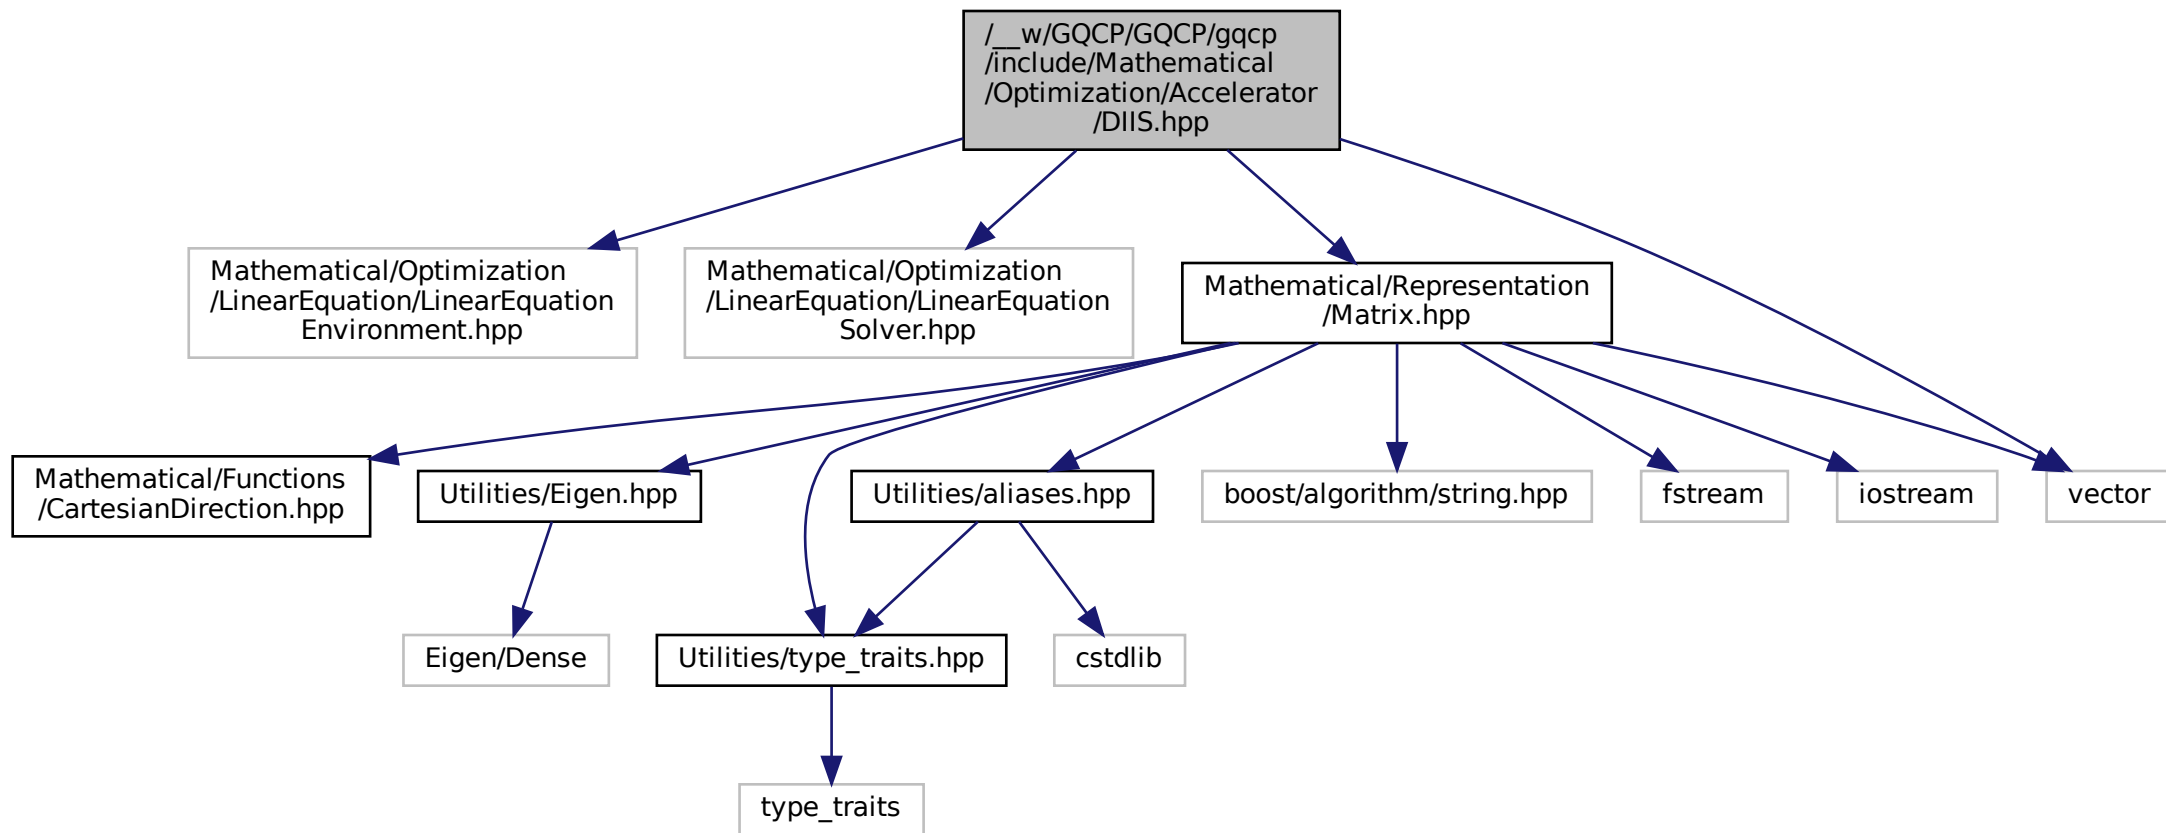 /__w/GQCP/GQCP/gqcp
/include/Mathematical
/Optimization/Accelerator
/DIIS.hpp
Mathematical/Optimization
/LinearEquation/LinearEquation
Environment.hpp
Mathematical/Optimization
/LinearEquation/LinearEquation
Solver.hpp
Mathematical/Representation
/Matrix.hpp
Mathematical/Functions
/CartesianDirection.hpp
Utilities/Eigen.hpp
Utilities/aliases.hpp
boost/algorithm/string.hpp
fstream
iostream
vector
Eigen/Dense
Utilities/type_traits.hpp
cstdlib
type_traits